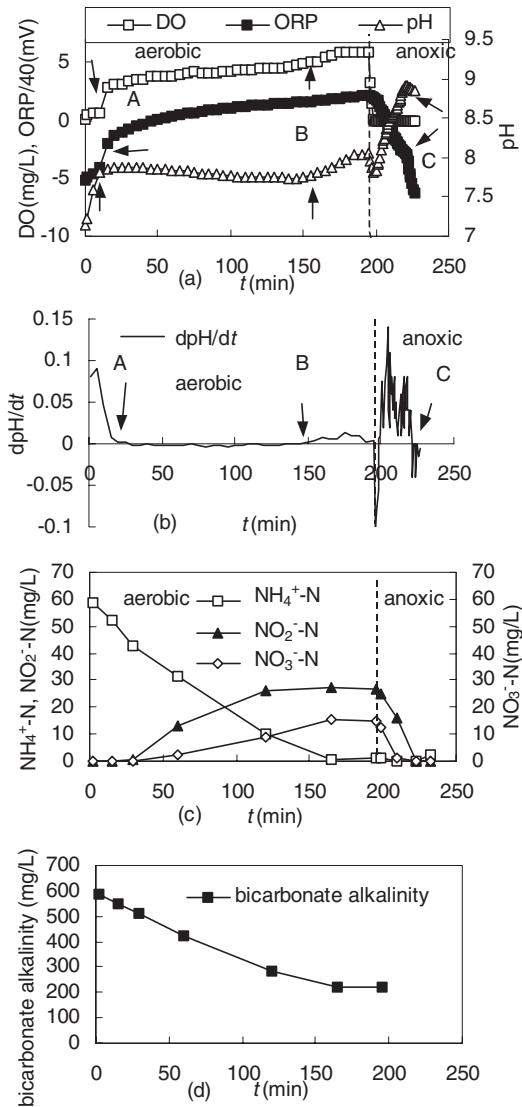 DO ORP pH
aerobic anoxic
DO(mg/L), ORP/40(mV)
5
0
-5
-10
9.5
9
8.5
8
7.5
7
pH
A
B
C
0 50 100 150 200 250
(a) t(min)
0.15
0.1
0.05
0
-0.05
-0.1
dpH/dt
dpH/dt
A
B
C
aerobic
anoxic
0 50 100 150 200 250
(b) t(min)
70
60
50
40
30
20
10
0
NH₄⁺-N, NO₂⁻-N(mg/L)
aerobic
NH₄⁺-N
NO₂⁻-N
NO₃⁻-N
anoxic
70
60
50
40
30
20
10
0
NO₃⁻-N(mg/L)
0 50 100 150 200 250
(c) t(min)
700
600
500
400
300
200
100
0
bicarbonate alkalinity (mg/L)
bicarbonate alkalinity
0 50 100 150 200 250
(d) t(min)